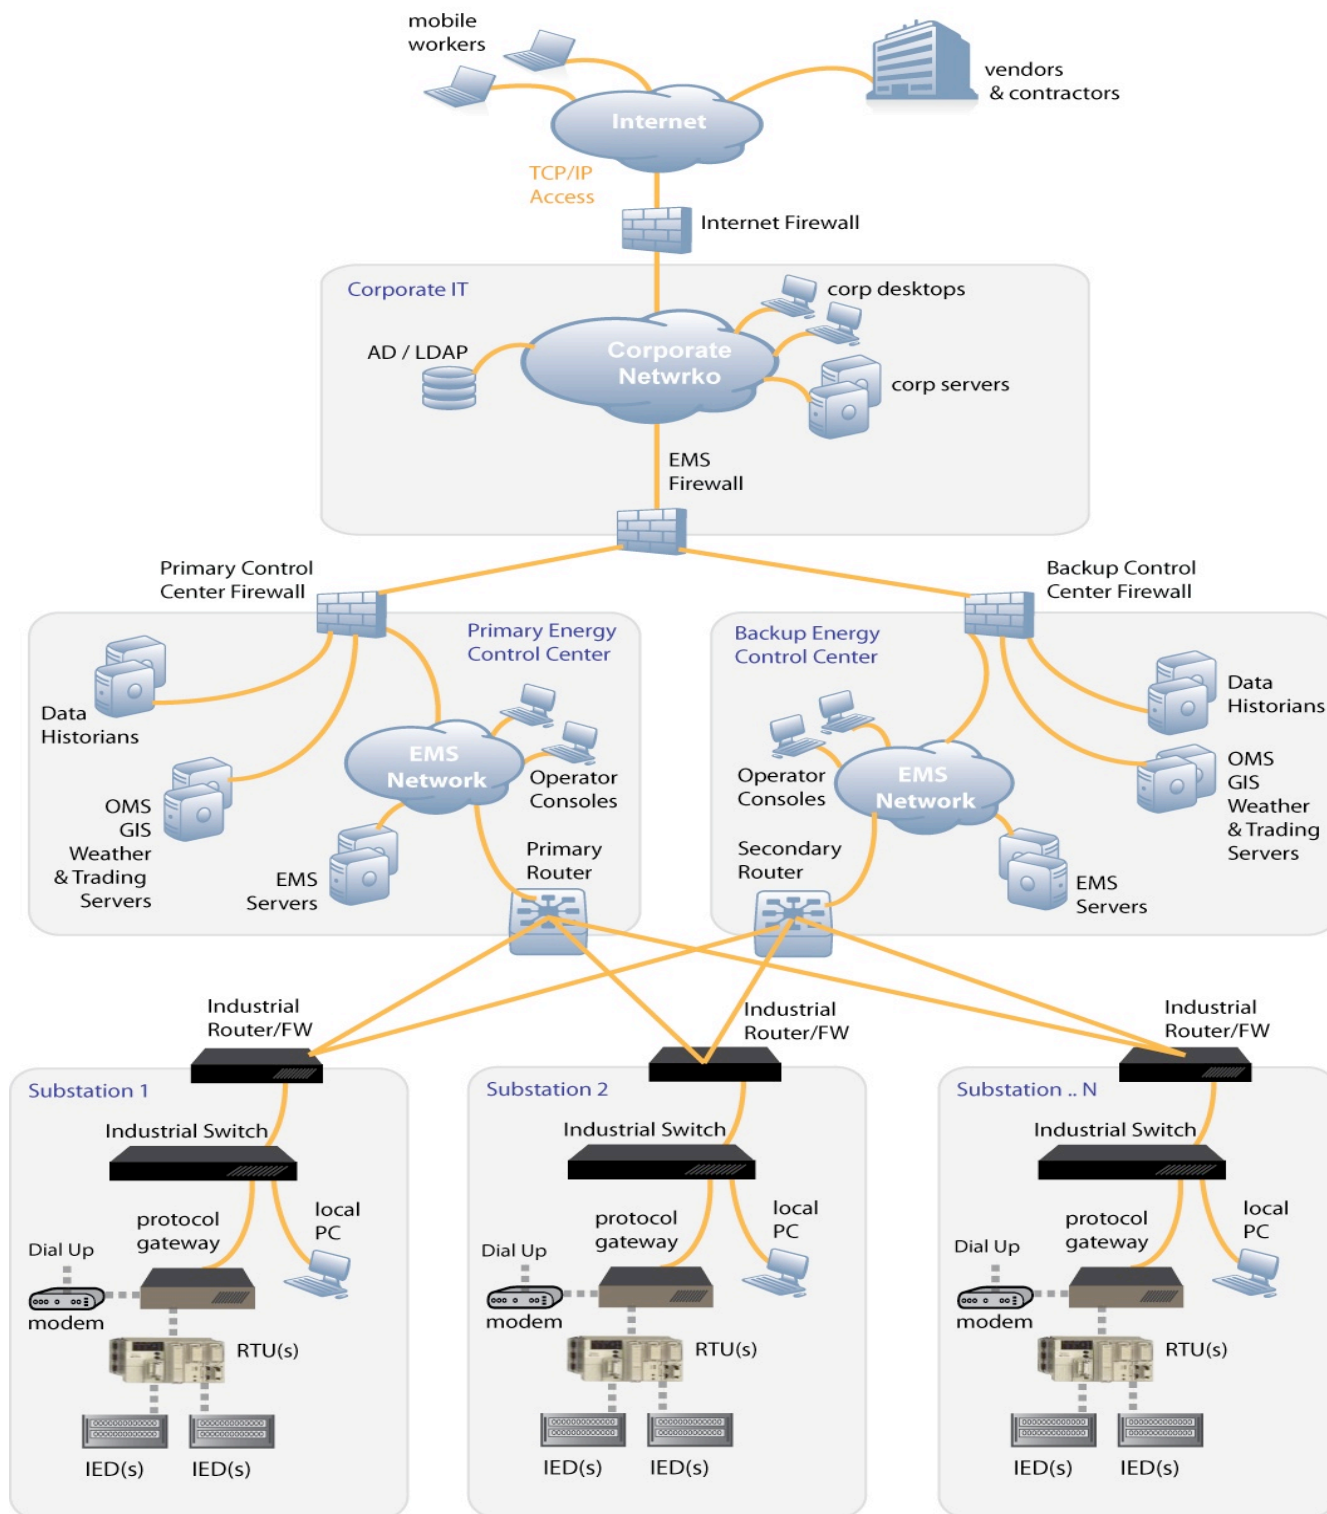 mobile
workers
vendors
& contractors
Internet
TCP/IP
Access
Internet Firewall
Corporate IT
corp desktops
AD / LDAP
Corporate
Netwrko
corp servers
EMS
Firewall
Primary Control
Center Firewall
Backup Control
Center Firewall
Primary Energy
Control Center
Data
Historians
EMS
Network
Operator
Consoles
OMS
GIS
Weather
& Trading
Servers
EMS
Servers
Primary
Router
Backup Energy
Control Center
Data
Historians
Operator
Consoles
EMS
Network
OMS
GIS
Weather
& Trading
Servers
Secondary
Router
EMS
Servers
Industrial
Router/FW
Industrial
Router/FW
Industrial
Router/FW
Substation 1
Industrial Switch
protocol
gateway
local
PC
Dial Up
modem
RTU(s)
IED(s)
IED(s)
Substation 2
Industrial Switch
protocol
gateway
local
PC
Dial Up
modem
RTU(s)
IED(s)
IED(s)
Substation .. N
Industrial Switch
protocol
gateway
local
PC
Dial Up
modem
RTU(s)
IED(s)
IED(s)